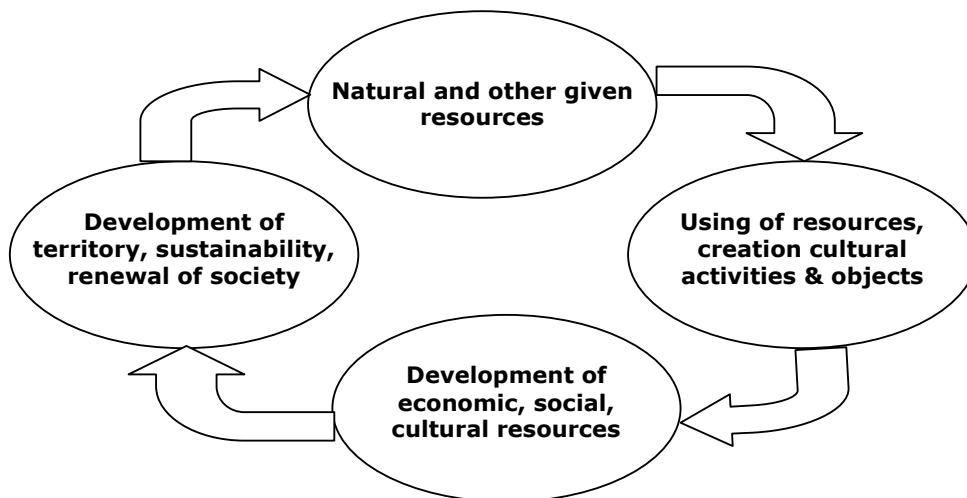 Natural and other given
resources
Using of resources,
creation cultural
activities & objects
Development of
economic, social,
cultural resources
Development of
territory, sustainability,
renewal of society